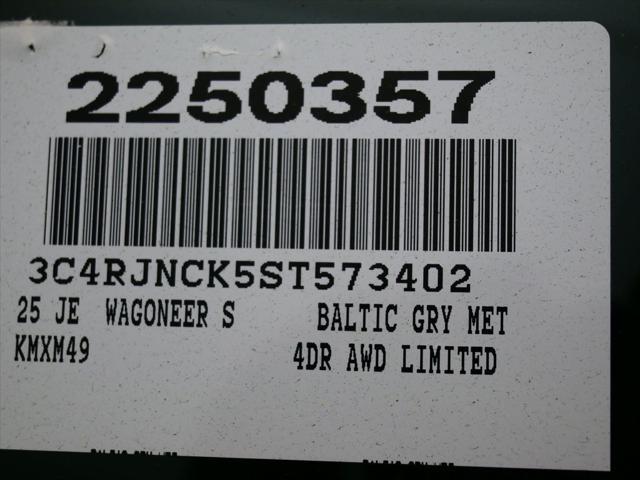 2250357
3C4RJNCK5ST573402
25 JE WAGONEER S BALTIC GRY MET
KMXM49 4DR AWD LIMITED